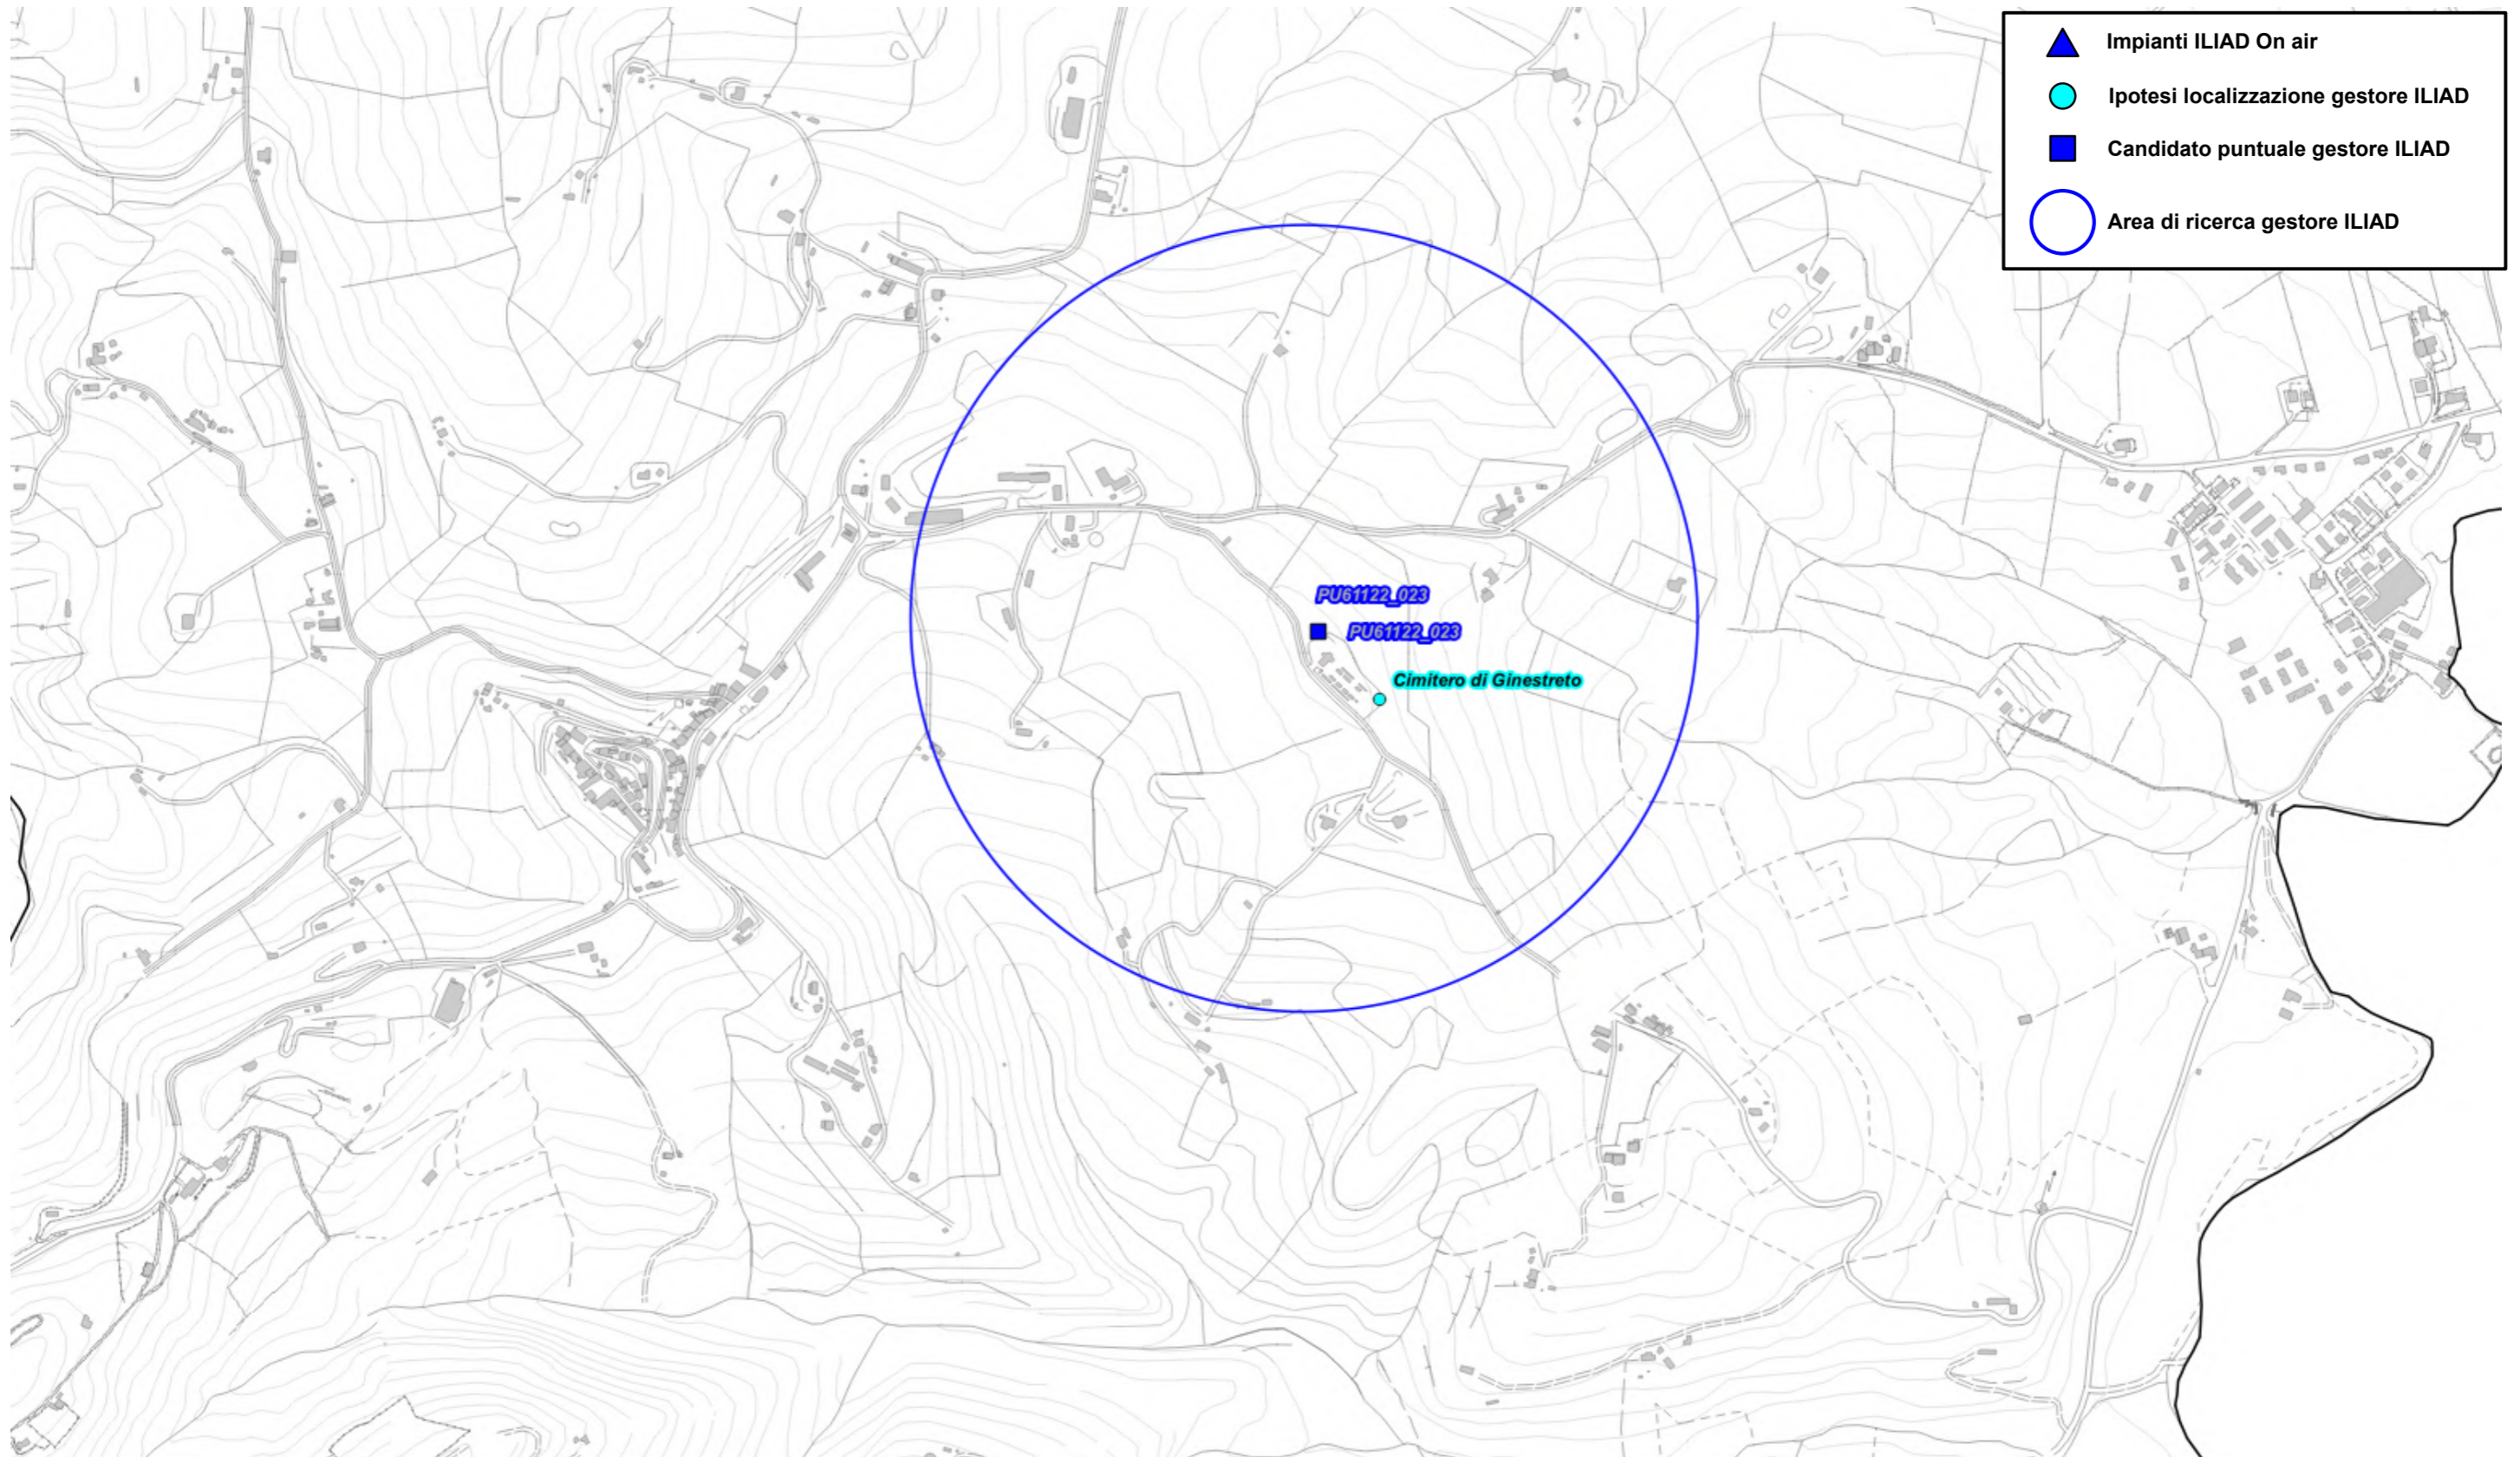 Impianti ILIAD On air
Ipotesi localizzazione gestore ILIAD
Candidato puntuale gestore ILIAD
Area di ricerca gestore ILIAD
PU61122_023
PU61122_023
Cimitero di Ginestreto